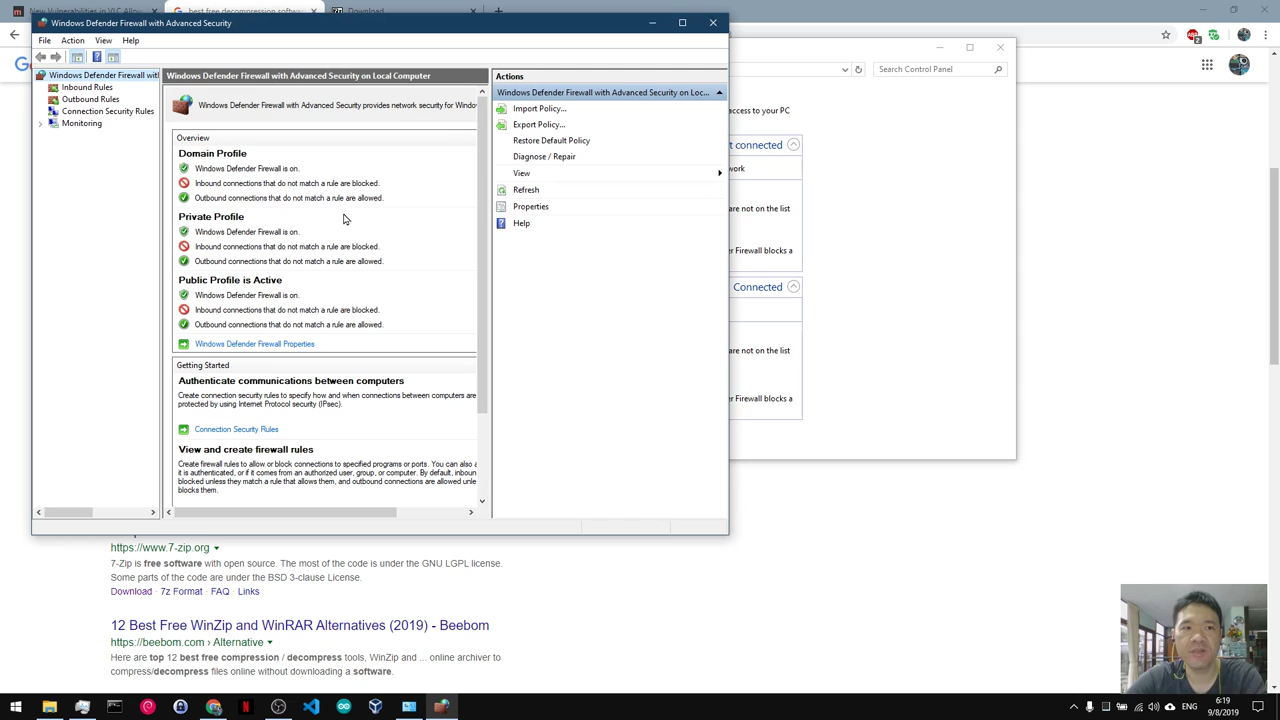 New Vulnerabilities in VLC Allow
best free decompression softwar
Download
Windows Defender Firewall with Advanced Security
File Action View Help
Search Control Panel
Windows Defender Firewall wit
Inbound Rules
Outbound Rules
Connection Security Rules
Monitoring
Windows Defender Firewall with Advanced Security on Local Computer
Windows Defender Firewall with Advanced Security provides network security for Window
Overview
Domain Profile
Windows Defender Firewall is on.
Inbound connections that do not match a rule are blocked.
Outbound connections that do not match a rule are allowed.
Private Profile
Windows Defender Firewall is on.
Inbound connections that do not match a rule are blocked.
Outbound connections that do not match a rule are allowed.
Public Profile is Active
Windows Defender Firewall is on.
Inbound connections that do not match a rule are blocked.
Outbound connections that do not match a rule are allowed.
Windows Defender Firewall Properties
Getting Started
Authenticate communications between computers
Create connection security rules to specify how and when connections between computers are
protected by using Internet Protocol security (IPsec).
Connection Security Rules
View and create firewall rules
Create firewall rules to allow or block connections to specified programs or ports. You can also a
it is authenticated, or if it comes from an authorized user, group, or computer. By default, inboun
blocked unless they match a rule that allows them, and outbound connections are allowed unle
blocks them.
Actions
Windows Defender Firewall with Advanced Security on Loc...
Import Policy...
Export Policy...
Restore Default Policy
Diagnose / Repair
View
Refresh
Properties
Help
access to your PC
t connected
work
are not on the list
er Firewall blocks a
Connected
are not on the list
er Firewall blocks a
https://www.7-zip.org
7-Zip is free software with open source. The most of the code is under the GNU LGPL license.
Some parts of the code are under the BSD 3-clause License.
Download · 7z Format · FAQ · Links
12 Best Free WinZip and WinRAR Alternatives (2019) - Beebom
https://beebom.com › Alternative
Here are top 12 best free compression / decompress tools, WinZip and ... online archiver to
compress/decompress files online without downloading a software.
ENG
6:19
9/8/2019